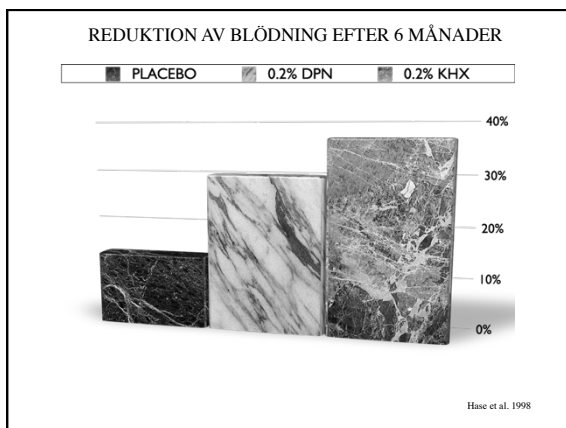 REDUKTION AV BLÖDNING EFTER 6 MÅNADER
PLACEBO 0.2% DPN 0.2% KHX
40%
30%
20%
10%
0%
Hase et al. 1998